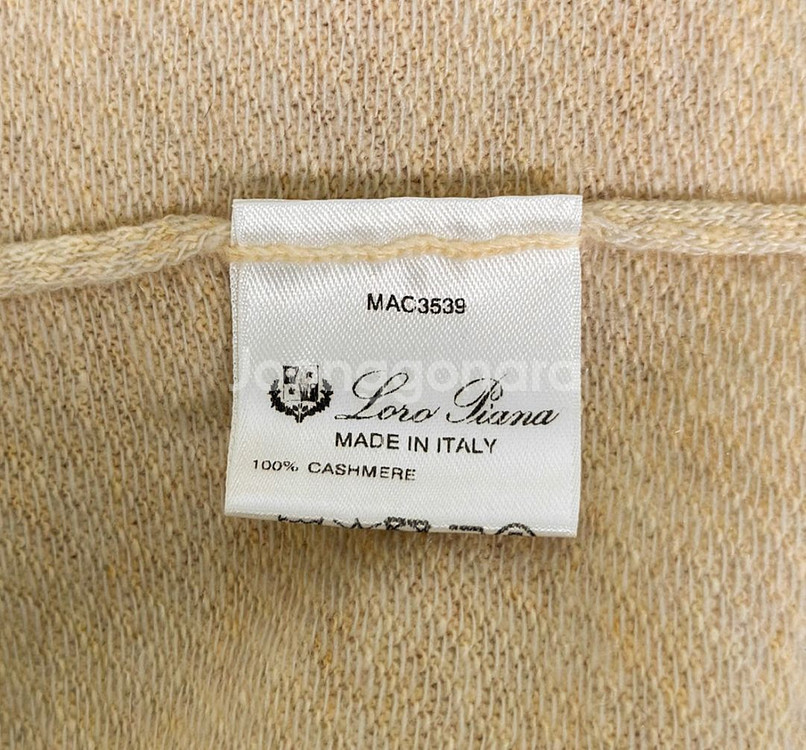 MAC3539
Loro Piana
MADE IN ITALY
100% CASHMERE